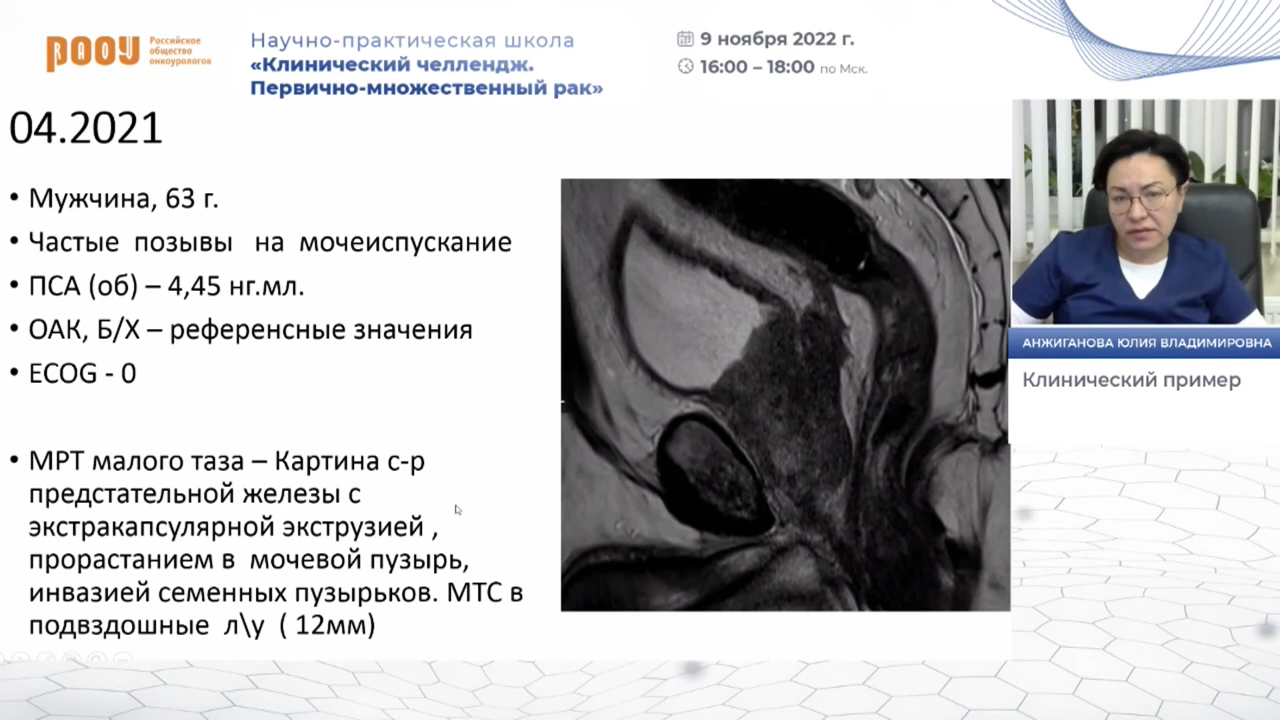 РООУ
Российское
общество
онкоурологов
Научно-практическая школа
«Клинический челлендж.
Первично-множественный рак»
9 ноября 2022 г.
16:00 – 18:00 по Мск.
04.2021
• Мужчина, 63 г.
• Частые позывы на мочеиспускание
• ПСА (об) – 4,45 нг.мл.
• ОАК, Б/Х – референсные значения
• ECOG - 0
• МРТ малого таза – Картина с-р
предстательной железы с
экстракапсулярной экструзией ,
прорастанием в мочевой пузырь,
инвазией семенных пузырьков. МТС в
подвздошные л\у ( 12мм)
АНЖИГАНОВА ЮЛИЯ ВЛАДИМИРОВНА
Клинический пример